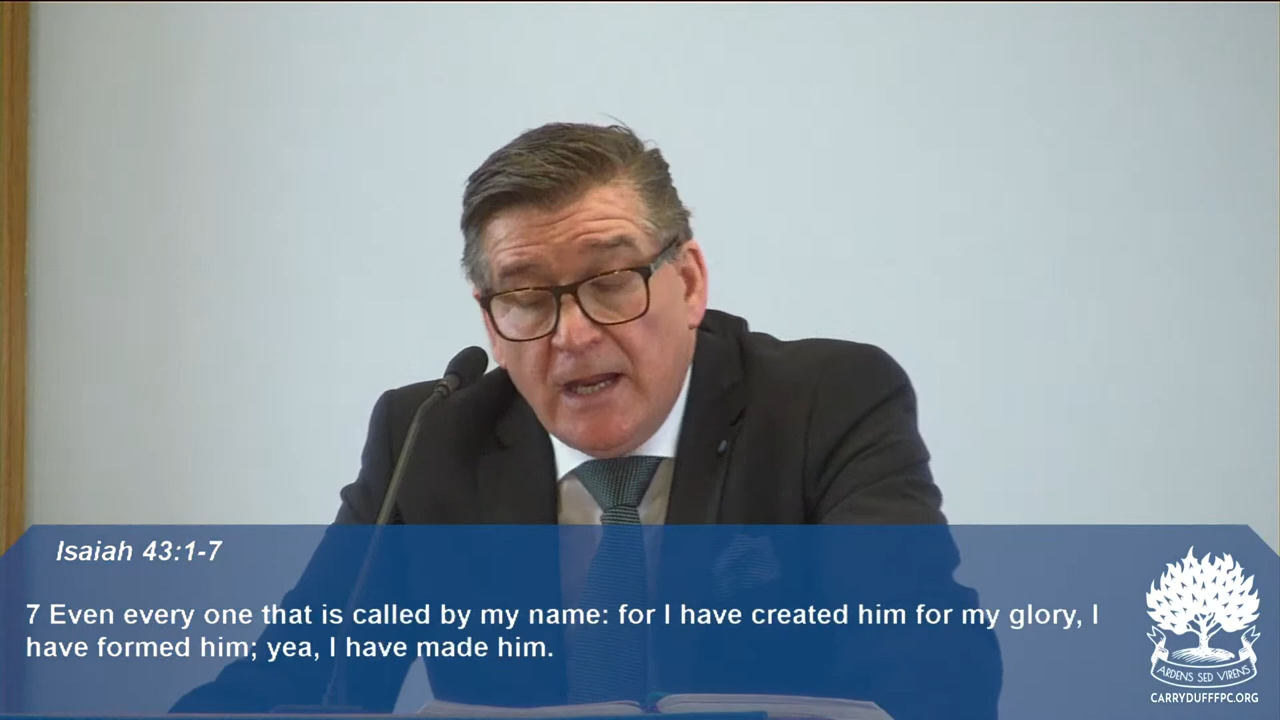 Isaiah 43:1-7
7 Even every one that is called by my name: for I have created him for my glory, I
have formed him; yea, I have made him.
ARDENS SED VIRENS
CARRYDUFFFPC.ORG